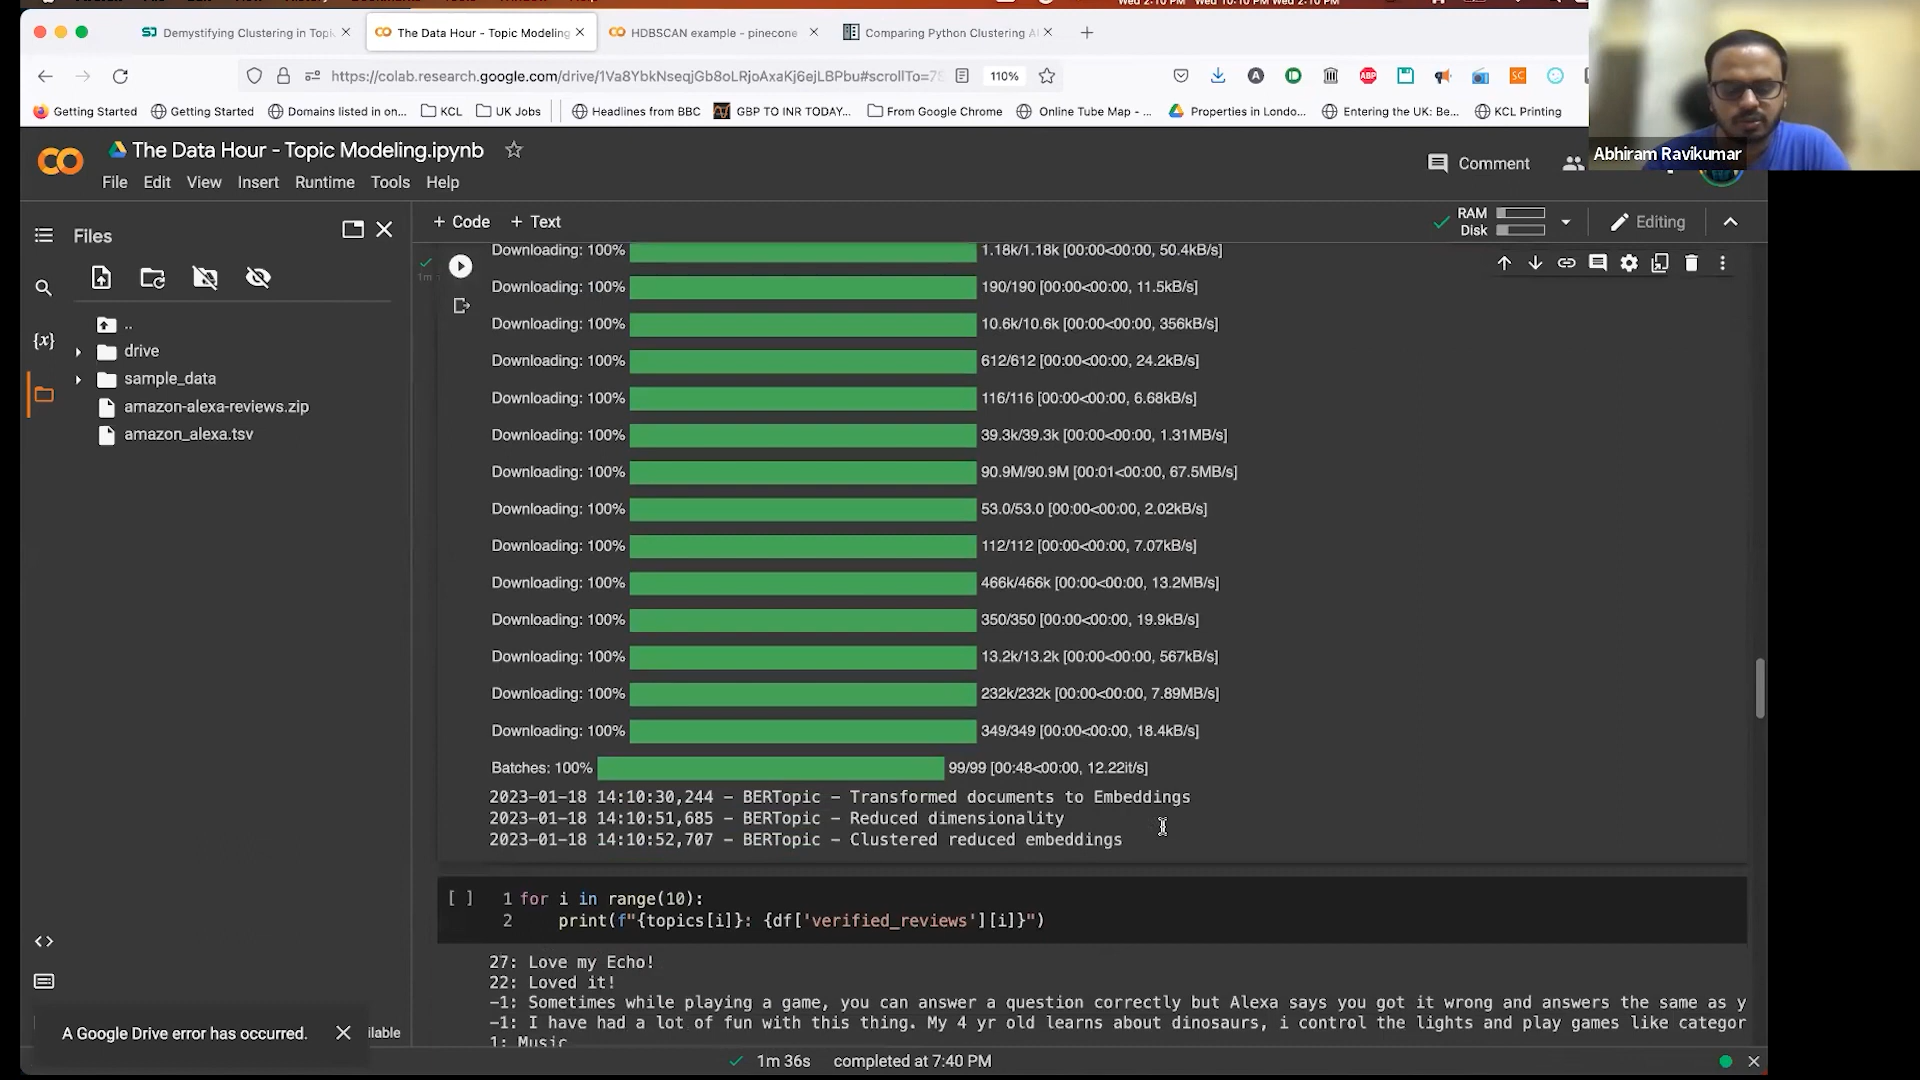 Demystifying Clustering in Topi
The Data Hour - Topic Modeling
HDBSCAN example - pinecone
Comparing Python Clustering Al
https://colab.research.google.com/drive/1Va8YbkNseqjGb8oLRjoAxaKj6ejLBPbu#scrollTo=7
110%
Getting Started
Getting Started
Domains listed in on...
KCL
UK Jobs
Headlines from BBC
GBP TO INR TODAY...
From Google Chrome
Online Tube Map - ...
Properties in London...
Entering the UK: Be...
KCL Printing
Abhiram Ravikumar
The Data Hour - Topic Modeling.ipynb
Comment
File Edit View Insert Runtime Tools Help
Files
+ Code + Text
RAM
Disk
Editing
..
drive
sample_data
amazon-alexa-reviews.zip
amazon_alexa.tsv
1m
Downloading: 100% 1.18k/1.18k [00:00<00:00, 50.4kB/s]
Downloading: 100% 190/190 [00:00<00:00, 11.5kB/s]
Downloading: 100% 10.6k/10.6k [00:00<00:00, 356kB/s]
Downloading: 100% 612/612 [00:00<00:00, 24.2kB/s]
Downloading: 100% 116/116 [00:00<00:00, 6.68kB/s]
Downloading: 100% 39.3k/39.3k [00:00<00:00, 1.31MB/s]
Downloading: 100% 90.9M/90.9M [00:01<00:00, 67.5MB/s]
Downloading: 100% 53.0/53.0 [00:00<00:00, 2.02kB/s]
Downloading: 100% 112/112 [00:00<00:00, 7.07kB/s]
Downloading: 100% 466k/466k [00:00<00:00, 13.2MB/s]
Downloading: 100% 350/350 [00:00<00:00, 19.9kB/s]
Downloading: 100% 13.2k/13.2k [00:00<00:00, 567kB/s]
Downloading: 100% 232k/232k [00:00<00:00, 7.89MB/s]
Downloading: 100% 349/349 [00:00<00:00, 18.4kB/s]
Batches: 100% 99/99 [00:48<00:00, 12.22it/s]
2023-01-18 14:10:30,244 - BERTopic - Transformed documents to Embeddings
2023-01-18 14:10:51,685 - BERTopic - Reduced dimensionality
2023-01-18 14:10:52,707 - BERTopic - Clustered reduced embeddings
[ ] 1 for i in range(10):
2 print(f"{topics[i]}: {df['verified_reviews'][i]}")
27: Love my Echo!
22: Loved it!
-1: Sometimes while playing a game, you can answer a question correctly but Alexa says you got it wrong and answers the same as y
-1: I have had a lot of fun with this thing. My 4 yr old learns about dinosaurs, i control the lights and play games like categor
1: Music
A Google Drive error has occurred.
ilable
1m 36s completed at 7:40 PM